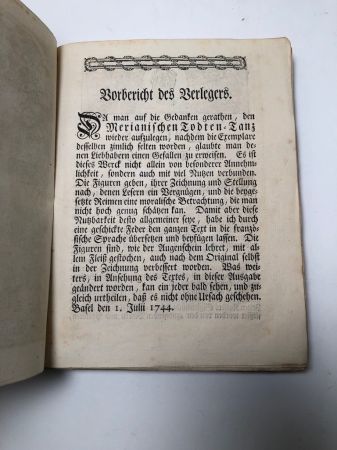 Vorbericht des Verlegers.
DA man auf die Gedanken gerathen, den
Merianischen Todten-Tanz
wieder aufzulegen, nachdem die Exemplare
desselben zimlich selten worden, glaubte man de-
nen Liebhabern einen Gefallen zu erweisen. Es ist
dieses Werck nicht allein von besonderer Annehm-
lichkeit, sondern auch mit viel Nutzen verbunden.
Die Figuren geben, ihrer Zeichnung und Stellung
nach, denen Lesern ein Vergnügen, und die beyge-
setzte Reimen eine moralische Betrachtung, die man
nicht hoch genug schätzen kan. Damit aber diese
Nutzbarkeit desto allgemeiner seye, habe ich durch
eine geschickte Feder den ganzen Text in die französi-
sche Sprache übersetzen und beyfügen lassen. Die
Figuren sind, wie der Augenschein lehret, mit al-
lem Fleiß gestochen, auch nach dem Original selbst
in der Zeichnung verbessert worden. Was wei-
ters, in Ansehung des Textes, in dieser Ausgabe
geändert worden, kan ein jeder bald sehen, und zu-
gleich urtheilen, daß es nicht ohne Ursach geschehen.
Basel den 1. Julii 1744.